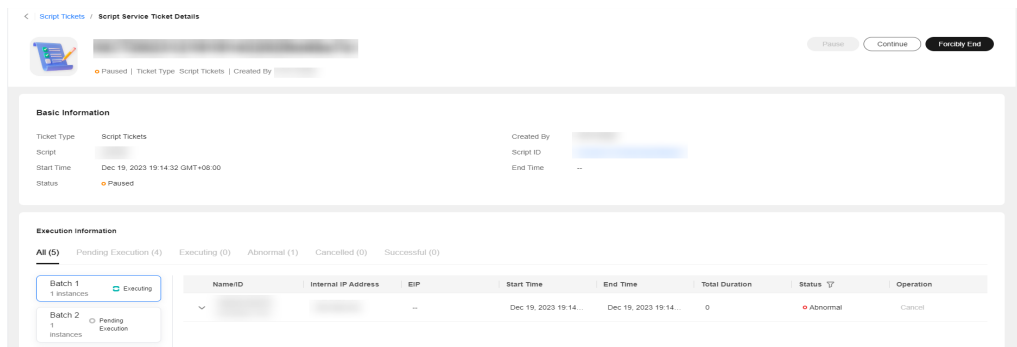 Script Tickets / Script Service Ticket Details
Pause Continue Forcibly End
Paused | Ticket Type Script Tickets | Created By
Basic Information
Ticket Type Script Tickets Created By
Script Script ID
Start Time Dec 19, 2023 19:14:32 GMT+08:00 End Time --
Status Paused
Execution Information
All (5) Pending Execution (4) Executing (0) Abnormal (1) Cancelled (0) Successful (0)
Batch 1
1 instances
Executing
Name/ID Internal IP Address EIP Start Time End Time Total Duration Status Operation
-- Dec 19, 2023 19:14... Dec 19, 2023 19:14... 0 Abnormal Cancel
Batch 2
1
instances
Pending
Execution